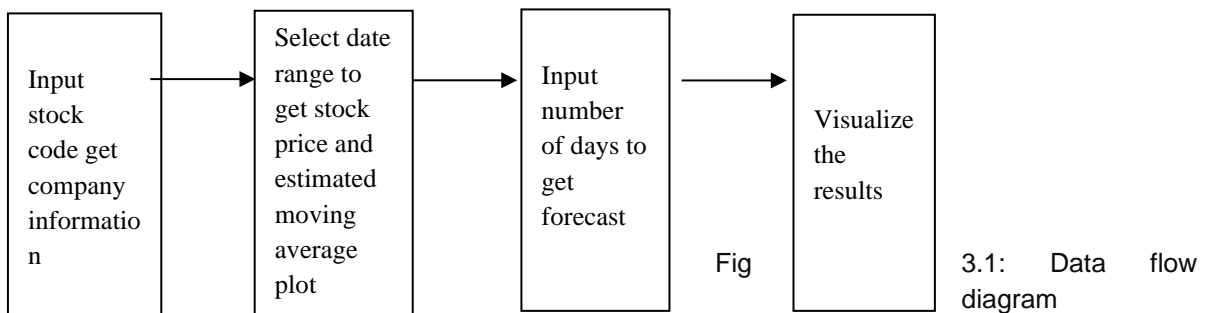 Input
stock
code get
company
informatio
n
Select date
range to
get stock
price and
estimated
moving
average
plot
Input
number
of days to
get
forecast
Visualize
the
results
Fig 3.1: Data flow
diagram